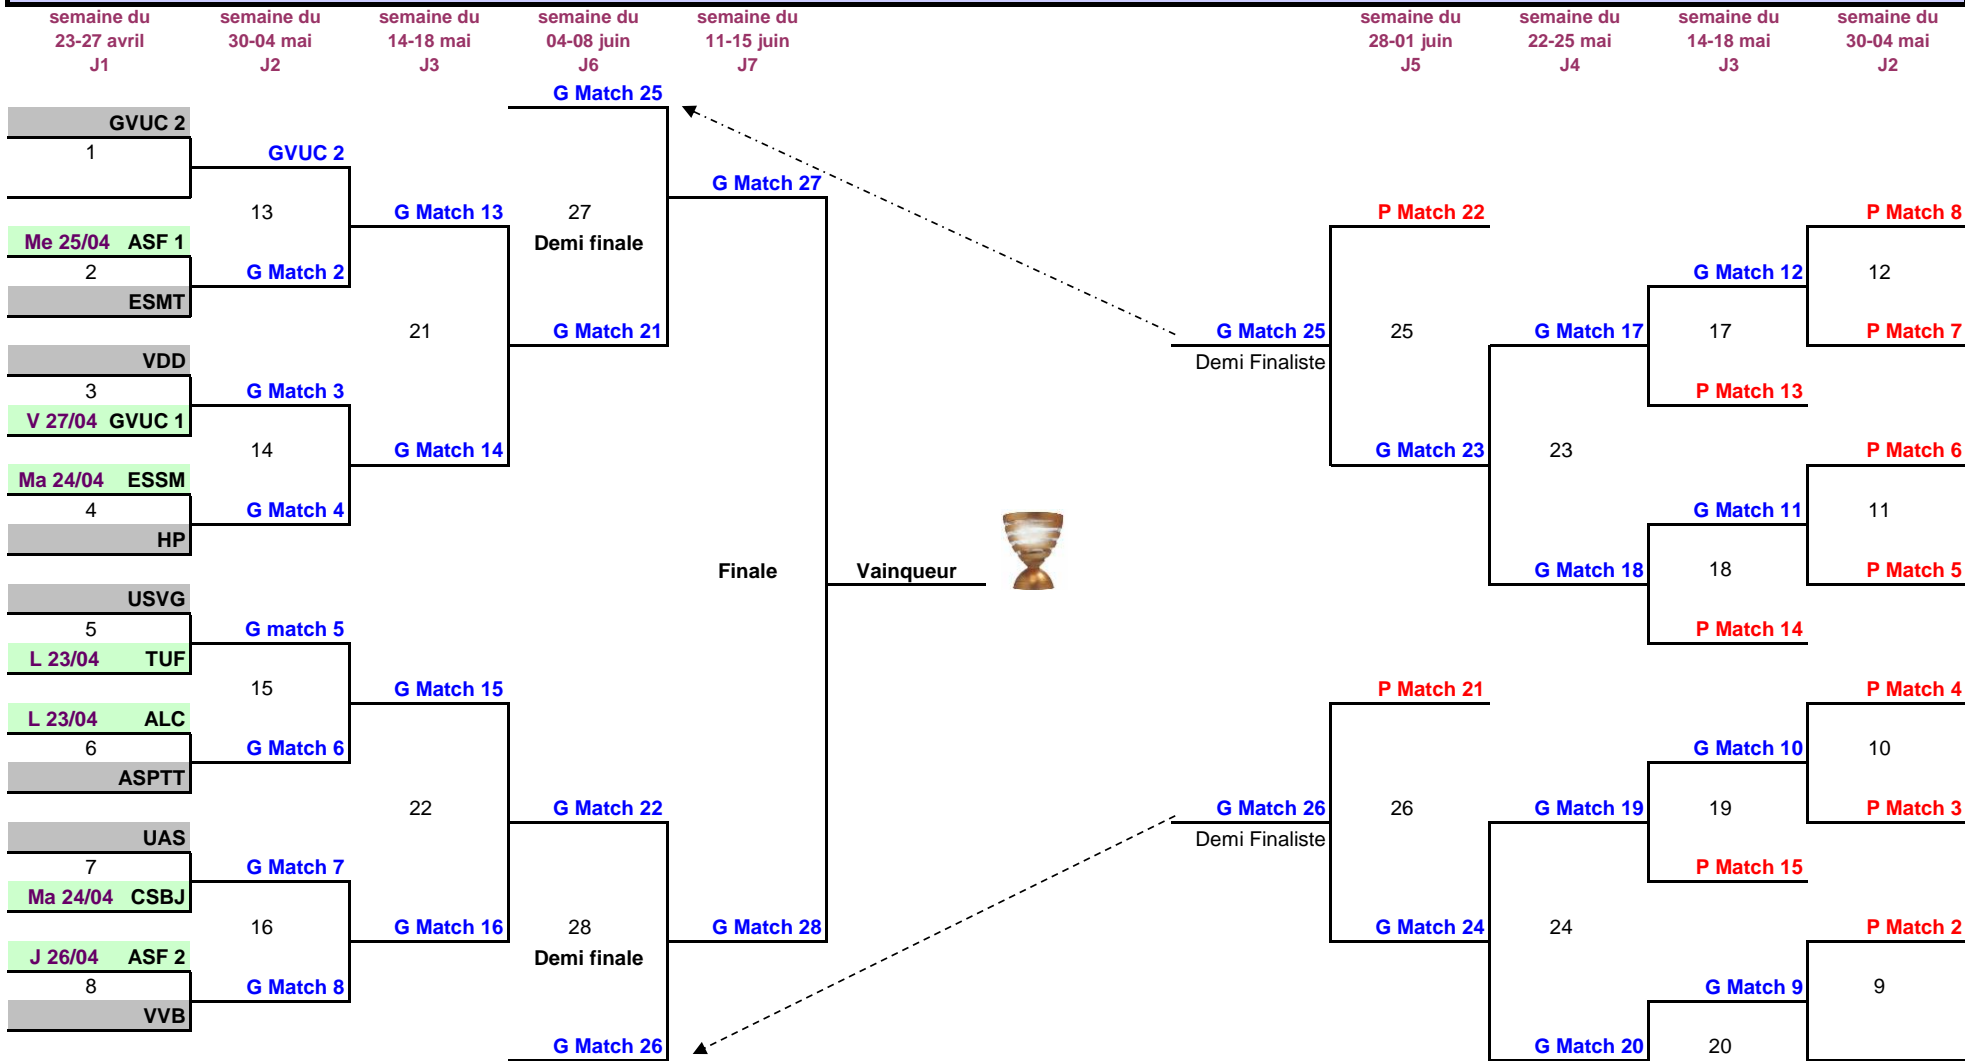 semaine du semaine du semaine du semaine du semaine du semaine du semaine du semaine du semaine du
23-27 avril 30-04 mai 14-18 mai 04-08 juin 11-15 juin 28-01 juin 22-25 mai 14-18 mai 30-04 mai
J1 J2 J3 J6 J7 J5 J4 J3 J2
G Match 25
GVUC 2
1 GVUC 2
G Match 27
13 G Match 13 27 P Match 22 P Match 8
Me 25/04 ASF 1 Demi finale
2 G Match 2 G Match 12 12
ESMT
21 G Match 21 G Match 25 25 G Match 17 17 P Match 7
VDD Demi Finaliste
3 G Match 3 P Match 13
V 27/04 GVUC 1
14 G Match 14 G Match 23 23 P Match 6
Ma 24/04 ESSM
4 G Match 4 G Match 11 11
HP
Finale Vainqueur G Match 18 18 P Match 5
USVG
5 G match 5 P Match 14
L 23/04 TUF
15 G Match 15 P Match 21 P Match 4
L 23/04 ALC
6 G Match 6 G Match 10 10
ASPTT
22 G Match 22 G Match 26 26 G Match 19 19 P Match 3
UAS Demi Finaliste
7 G Match 7 P Match 15
Ma 24/04 CSBJ
16 G Match 16 28 G Match 28 G Match 24 24 P Match 2
J 26/04 ASF 2 Demi finale
8 G Match 8 G Match 9 9
VVB
G Match 26 G Match 20 20